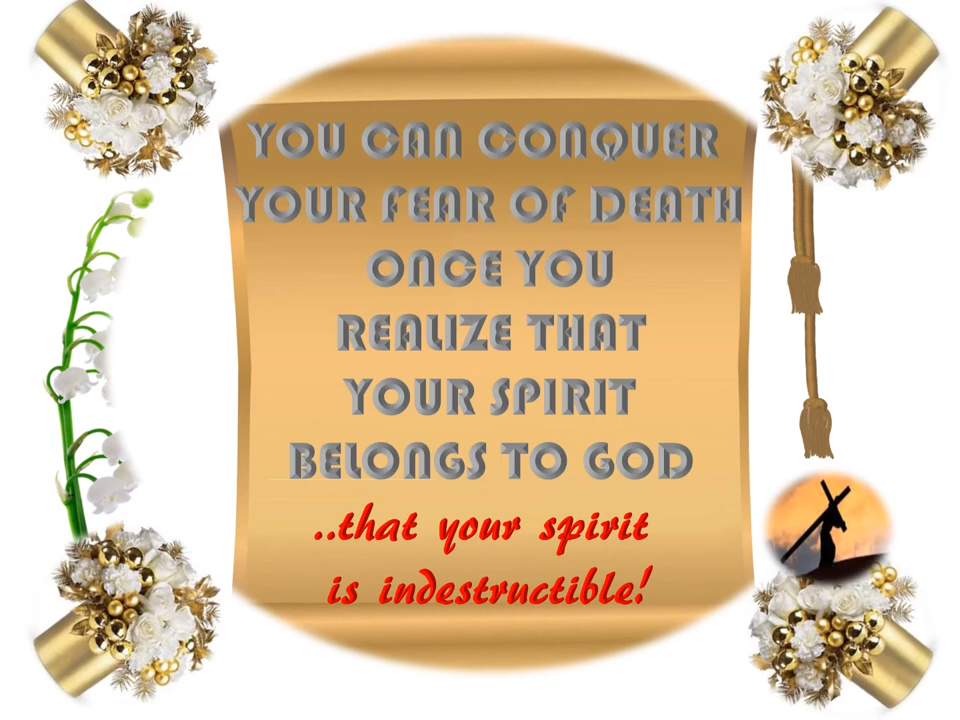 YOU CAN CONQUER
YOUR FEAR OF DEATH
ONCE YOU
REALIZE THAT
YOUR SPIRIT
BELONGS TO GOD
..that your spirit
is indestructible!